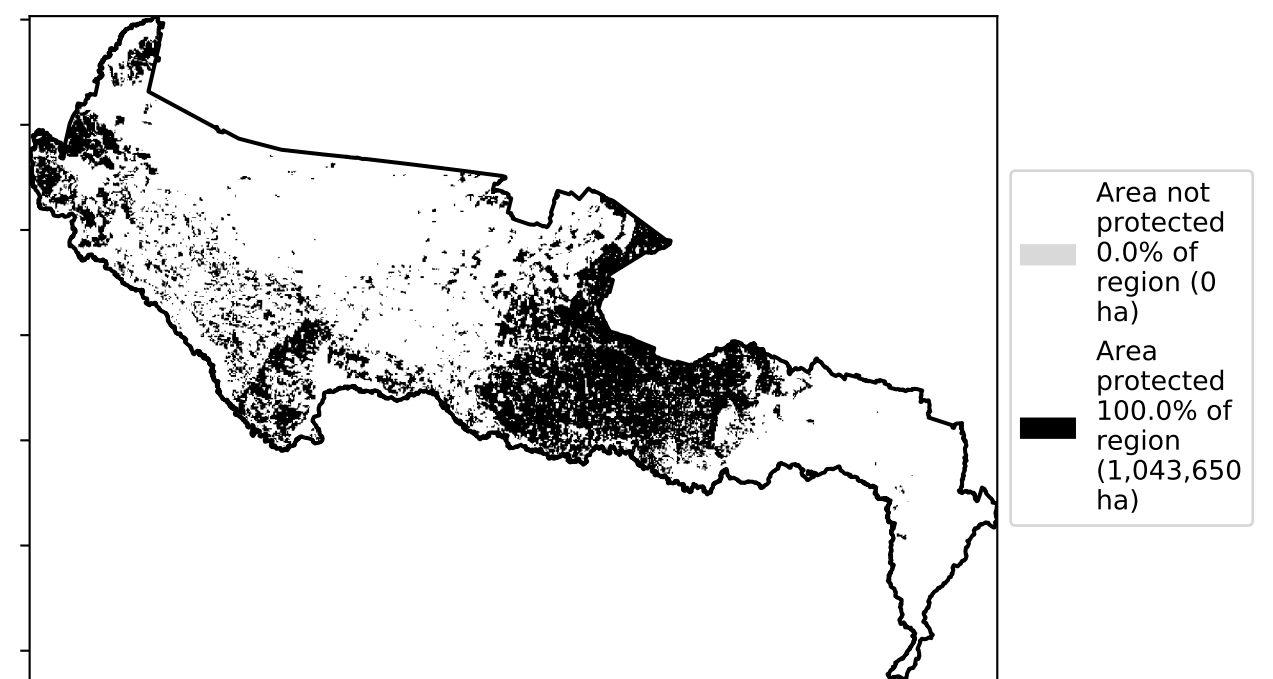 Area not
protected
0.0% of
region (0
ha)
Area
protected
100.0% of
region
(1,043,650
ha)